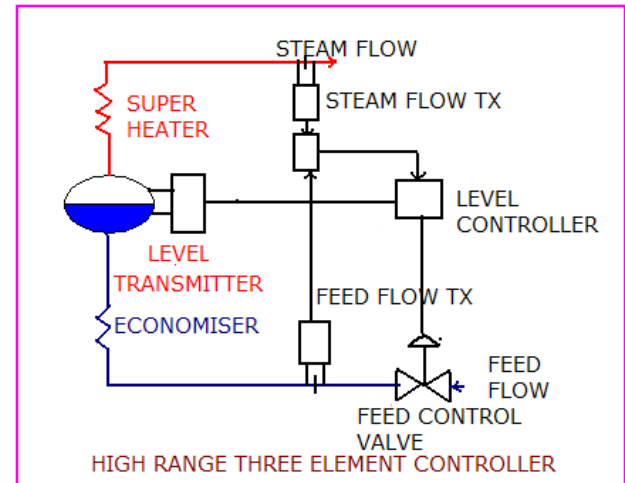 STEAM FLOW
STEAM FLOW TX
SUPER
HEATER
LEVEL
CONTROLLER
LEVEL
TRANSMITTER
FEED FLOW TX
ECONOMISER
FEED
FLOW
FEED CONTROL
VALVE
HIGH RANGE THREE ELEMENT CONTROLLER